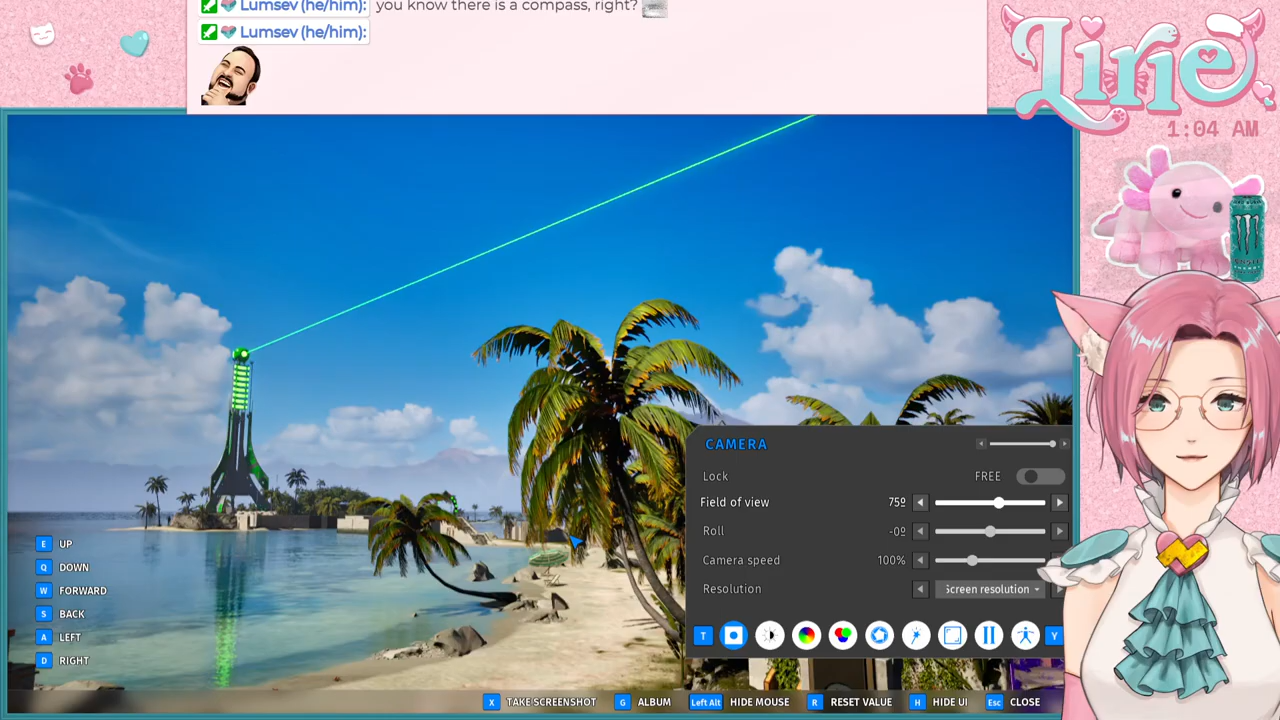 Lumsev (he/him): you know there is a compass, right?
Lumsev (he/him):
Lirie
1:04 AM
CAMERA
Lock FREE
Field of view 75º
Roll -0º
Camera speed 100%
Resolution Screen resolution
T Y
E UP
Q DOWN
W FORWARD
S BACK
A LEFT
D RIGHT
X TAKE SCREENSHOT G ALBUM Left Alt HIDE MOUSE R RESET VALUE H HIDE UI Esc CLOSE